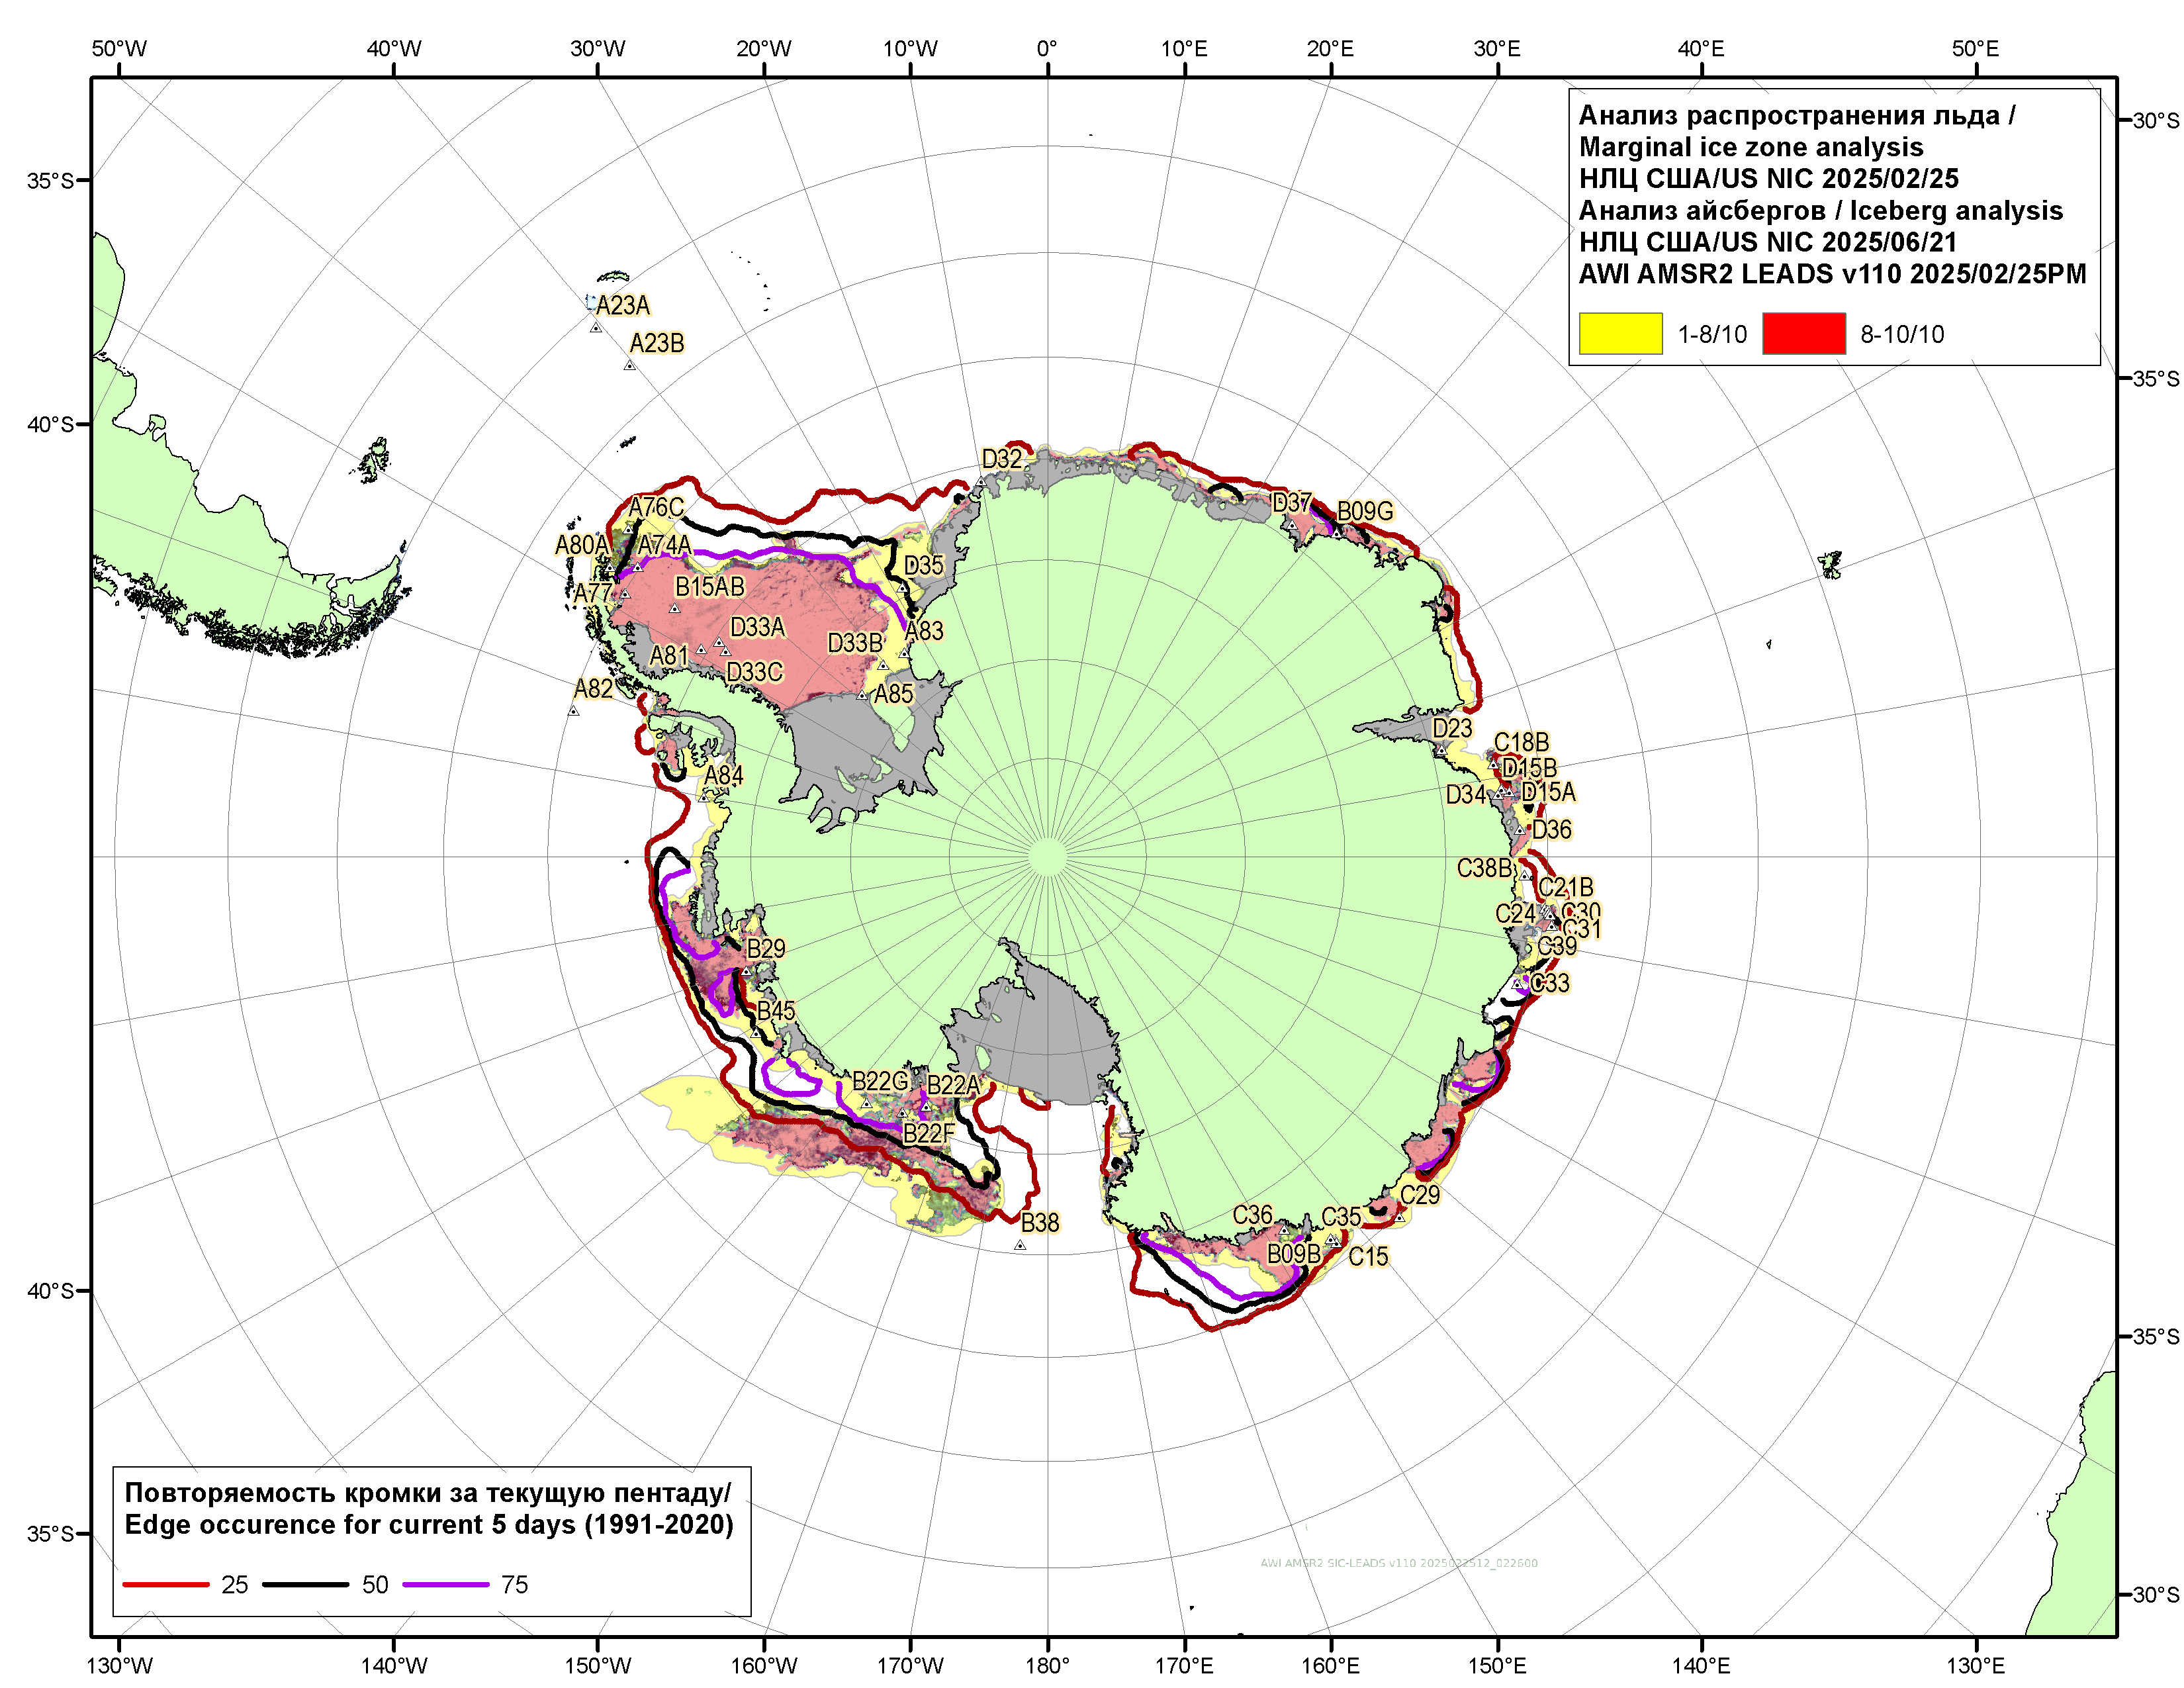 50°W 40°W 30°W 20°W 10°W 0° 10°E 20°E 30°E 40°E 50°E
Анализ распространения льда /
Marginal ice zone analysis
НЛЦ США/US NIC 2025/02/25
Анализ айсбергов / Iceberg analysis
НЛЦ США/US NIC 2025/06/21
AWI AMSR2 LEADS v110 2025/02/25PM
1-8/10 8-10/10
30°S
35°S
35°S
40°S
A23A
A23B
D32
A76C
D37
B09G
A80A
A74A
D35
A77
B15AB
D33A
D33B
A83
A81
D33C
A82
A85
D23
C18B
D15B
A84
D34
D15A
D36
C38B
C21B
C24
C30
C31
C39
B29
C33
B45
B22G
B22A
B22F
B38
C29
C36
C35
B09B
C15
40°S
35°S
35°S
30°S
Повторяемость кромки за текущую пентаду/
Edge occurence for current 5 days (1991-2020)
25 50 75
AWI AMSR2 SIC-LEADS v110 2025022512_022600
130°W 140°W 150°W 160°W 170°W 180° 170°E 160°E 150°E 140°E 130°E